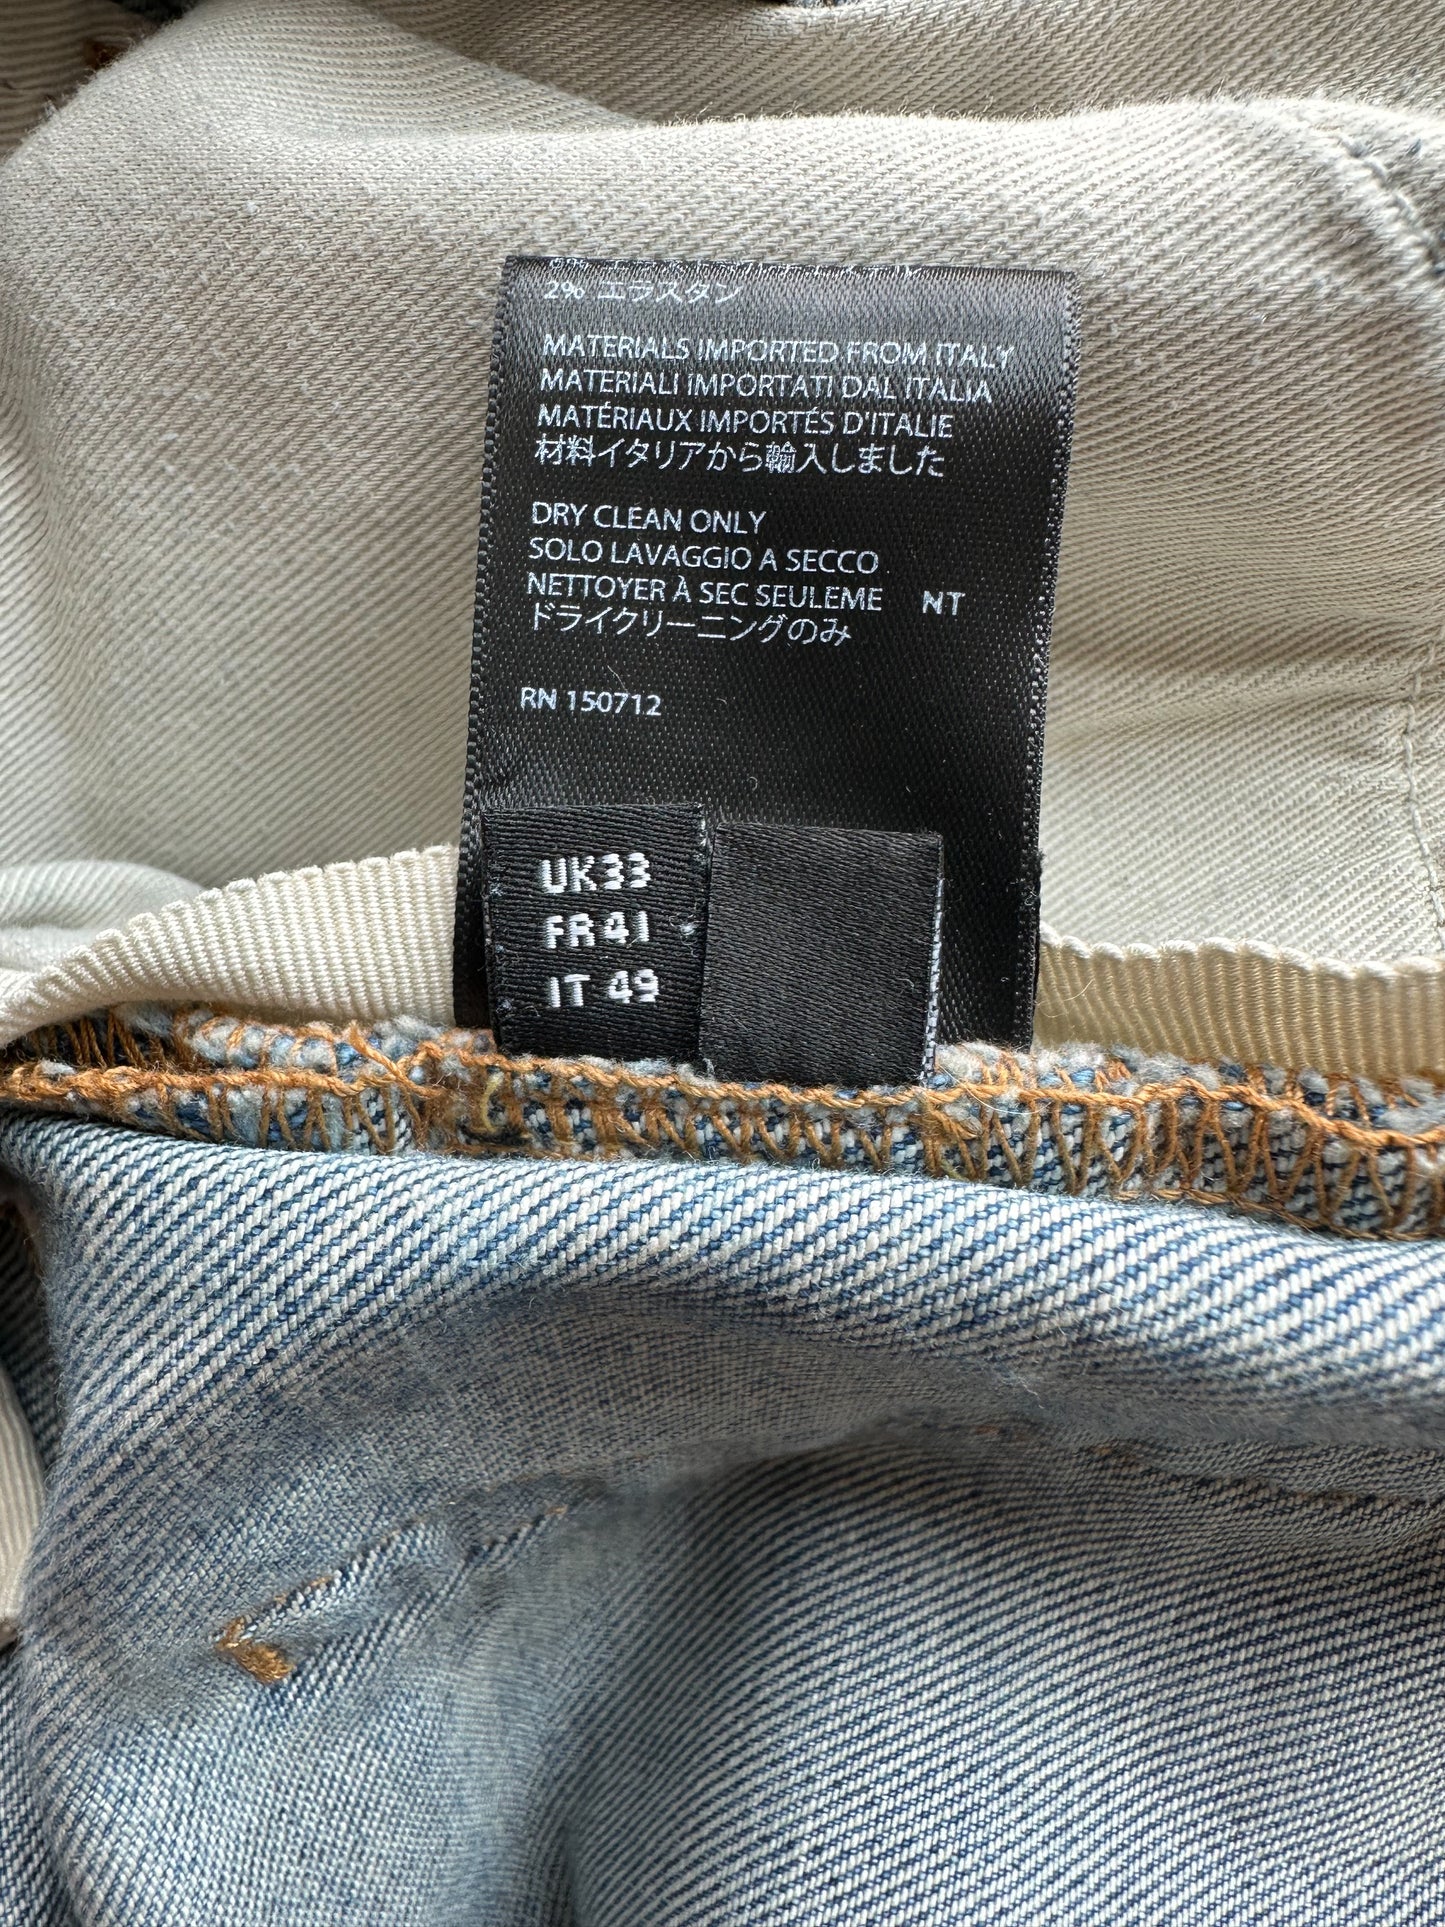 2% エラスタン
MATERIALS IMPORTED FROM ITALY
MATERIALI IMPORTATI DAL ITALIA
MATÉRIAUX IMPORTÉS D'ITALIE
材料イタリアから輸入しました
DRY CLEAN ONLY
SOLO LAVAGGIO A SECCO
NETTOYER À SEC SEULEME NT
ドライクリーニングのみ
RN 150712
UK33
FR41
IT 49